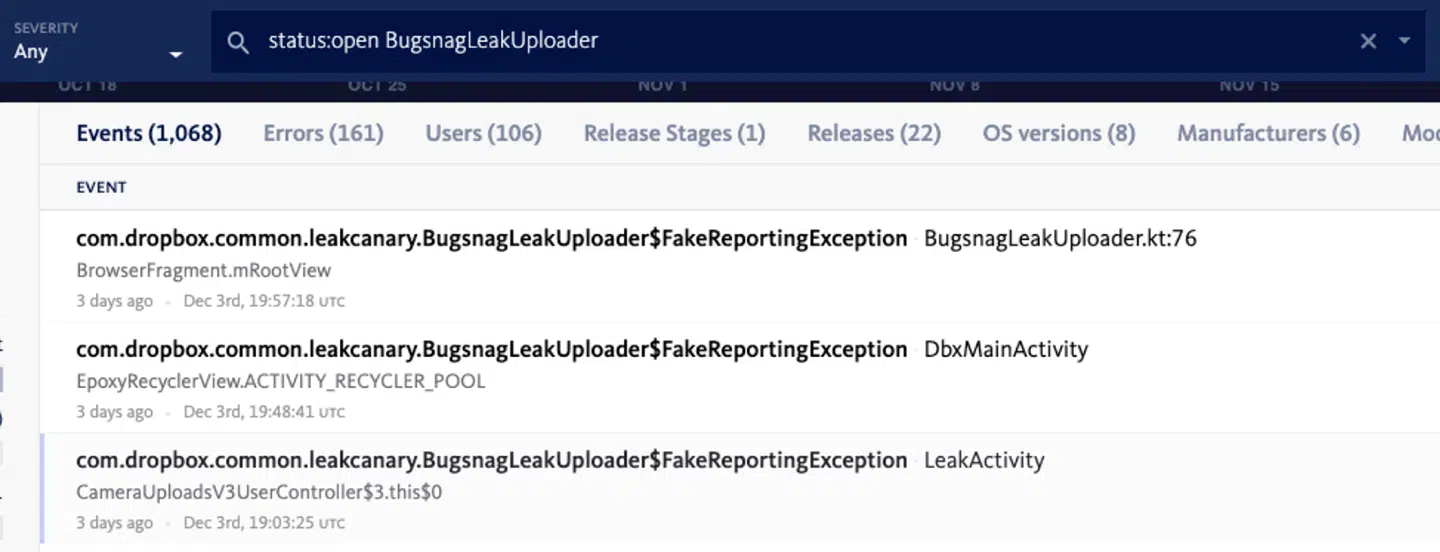 SEVERITY
Any
status:open BugsnagLeakUploader
OCT 18 OCT 25 NOV 1 NOV 8 NOV 15
Events (1,068) Errors (161) Users (106) Release Stages (1) Releases (22) OS versions (8) Manufacturers (6)
EVENT
com.dropbox.common.leakcanary.BugsnagLeakUploader$FakeReportingException BugsnagLeakUploader.kt:76
BrowserFragment.mRootView
3 days ago • Dec 3rd, 19:57:18 UTC
com.dropbox.common.leakcanary.BugsnagLeakUploader$FakeReportingException DbxMainActivity
EpoxyRecyclerView.ACTIVITY_RECYCLER_POOL
3 days ago • Dec 3rd, 19:48:41 UTC
com.dropbox.common.leakcanary.BugsnagLeakUploader$FakeReportingException LeakActivity
CameraUploadsV3UserController$3.this$0
3 days ago • Dec 3rd, 19:03:25 UTC